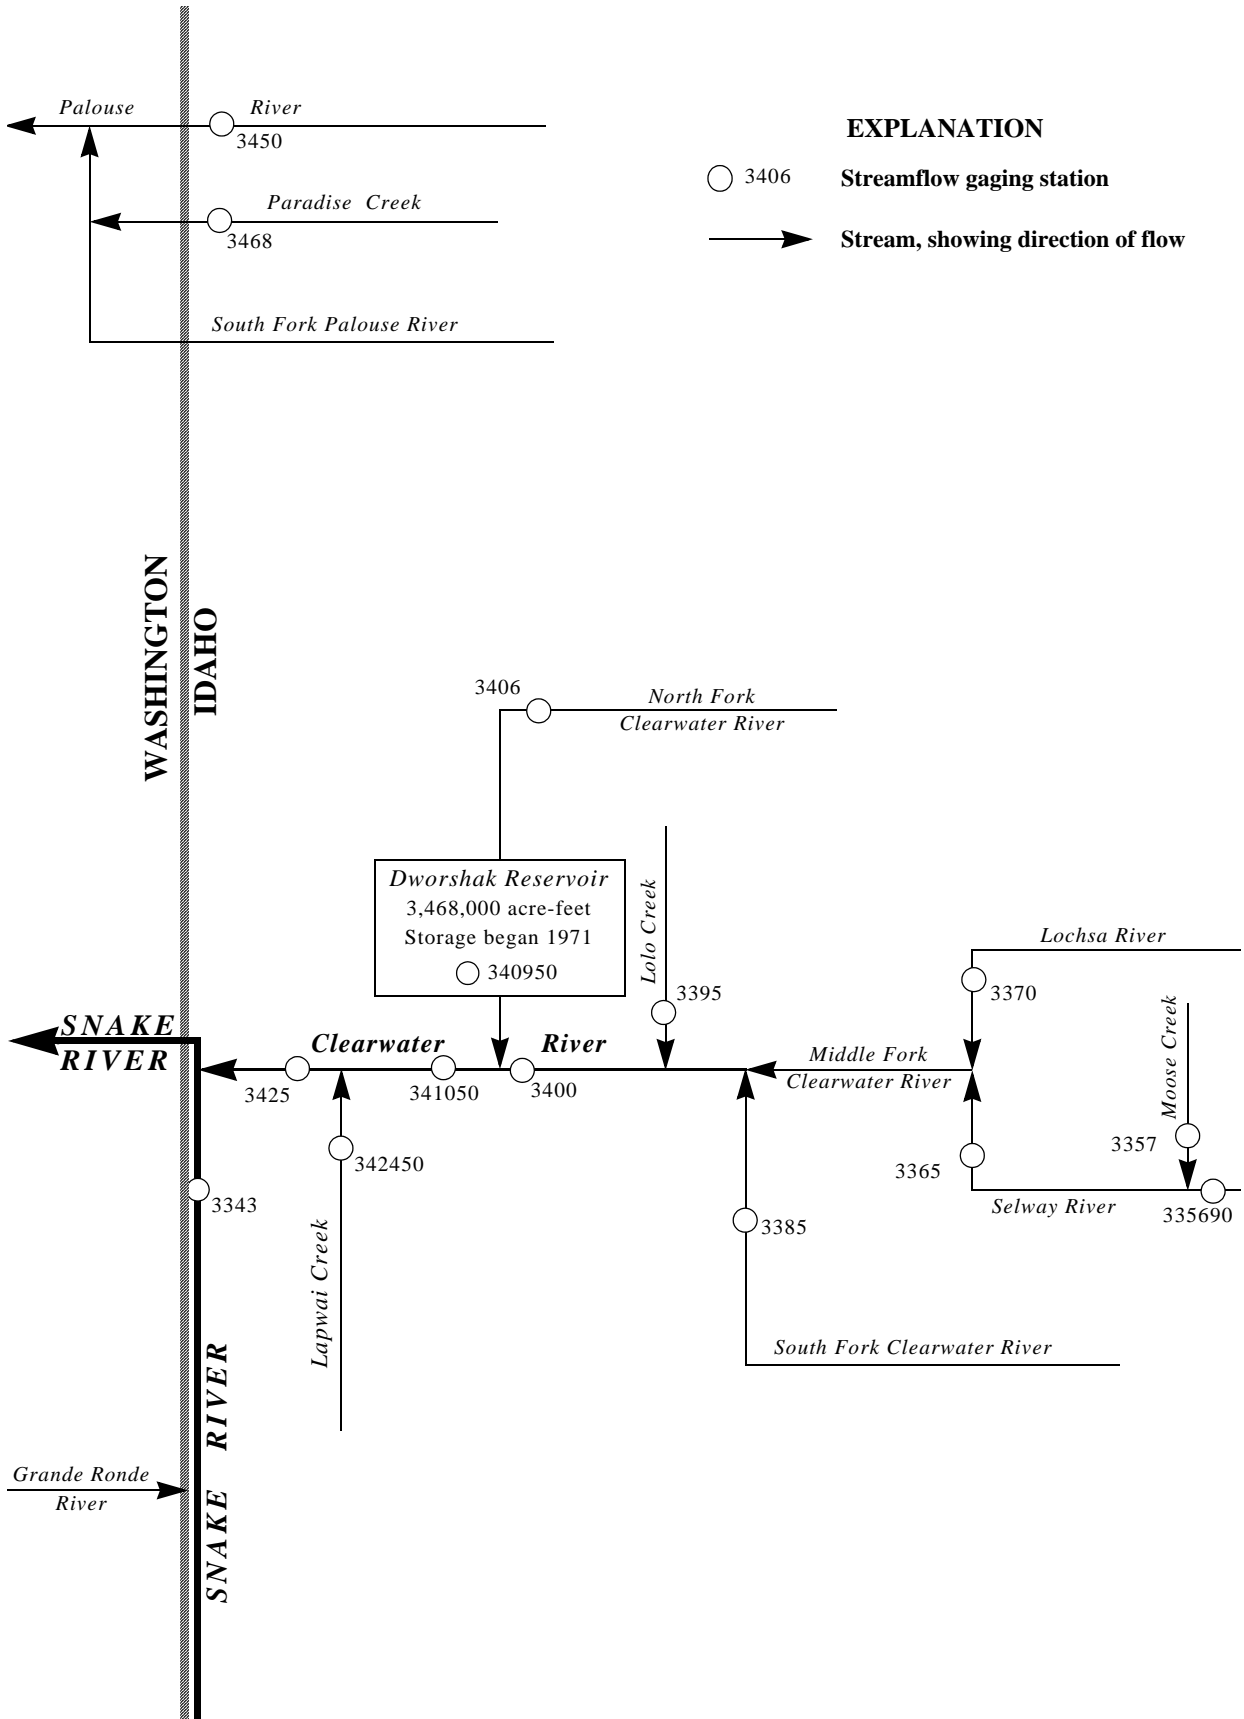 Palouse River
3450
EXPLANATION
3406 Streamflow gaging station
Paradise Creek
3468
Stream, showing direction of flow
South Fork Palouse River
WASHINGTON
IDAHO
3406
North Fork
Clearwater River
Dworshak Reservoir
3,468,000 acre-feet
Storage began 1971
340950
Lolo Creek
3395
Lochsa River
3370
Moose Creek
SNAKE
RIVER
Clearwater River
Middle Fork
Clearwater River
3425
341050
3400
3357
342450
3365
3343
Selway River
335690
3385
Lapwai Creek
South Fork Clearwater River
SNAKE RIVER
Grande Ronde
River